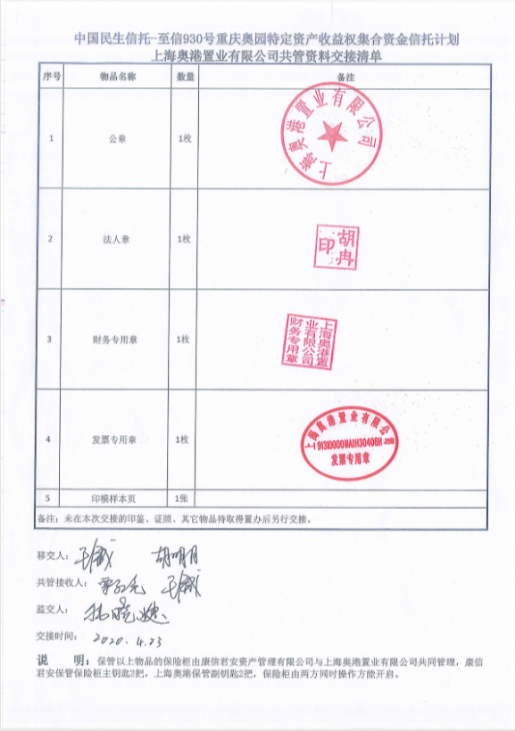 中国民生信托-至信930号重庆奥园特定资产收益权集合资金信托计划
上海奥港置业有限公司共管资料交接清单
序号 物品名称 数量 备注
1 公章 1枚
上海奥港置业有限公司
2 法人章 1枚
胡冉印
3 财务专用章 1枚
上海奥港置业有限公司财务专用章
4 发票专用章 1枚
上海奥港置业有限公司
发票专用章
5 印模样本页 1张
备注：未在本次交接的印鉴、证照、其它物品待取得置办后另行交接。
移交人： 胡明月
共管接收人：
监交人：
交接时间： 2020.4.23
说 明：保管以上物品的保险柜由康信君安资产管理有限公司与上海奥港置业有限公司共同管理，康信
君安保管保险柜主钥匙2把，上海奥港保管副钥匙2把，保险柜由两方同时操作方能开启。